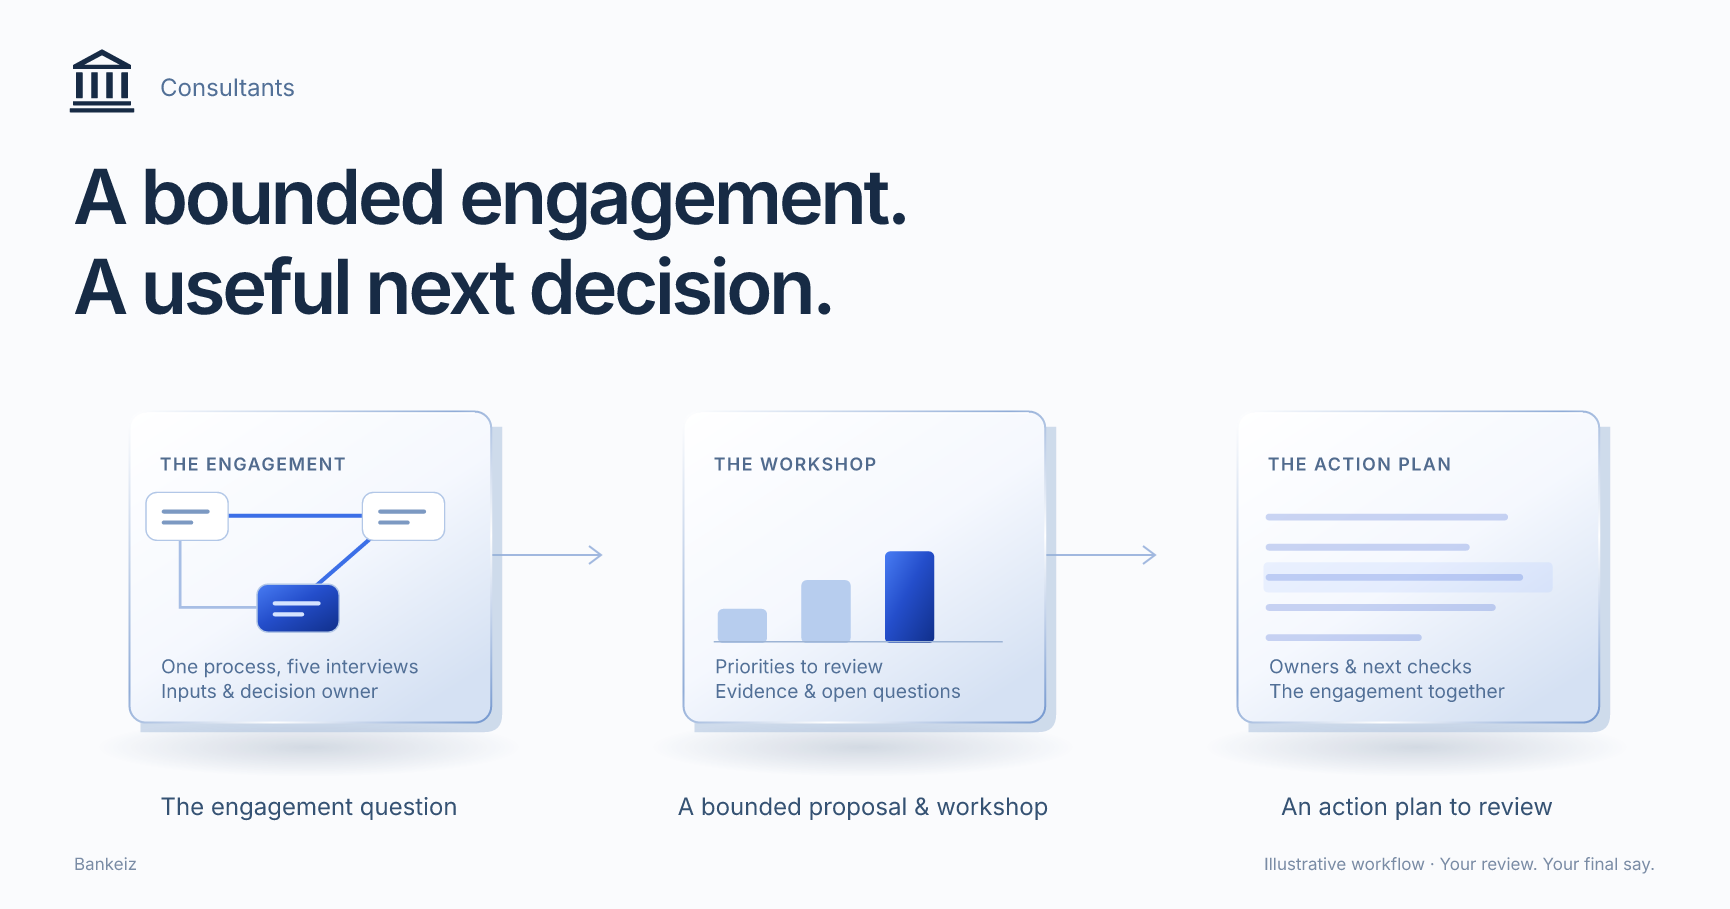 Consultants
A bounded engagement.
A useful next decision.
THE ENGAGEMENT
One process, five interviews
Inputs & decision owner
The engagement question
THE WORKSHOP
Priorities to review
Evidence & open questions
A bounded proposal & workshop
THE ACTION PLAN
Owners & next checks
The engagement together
An action plan to review
Bankeiz
Illustrative workflow · Your review. Your final say.